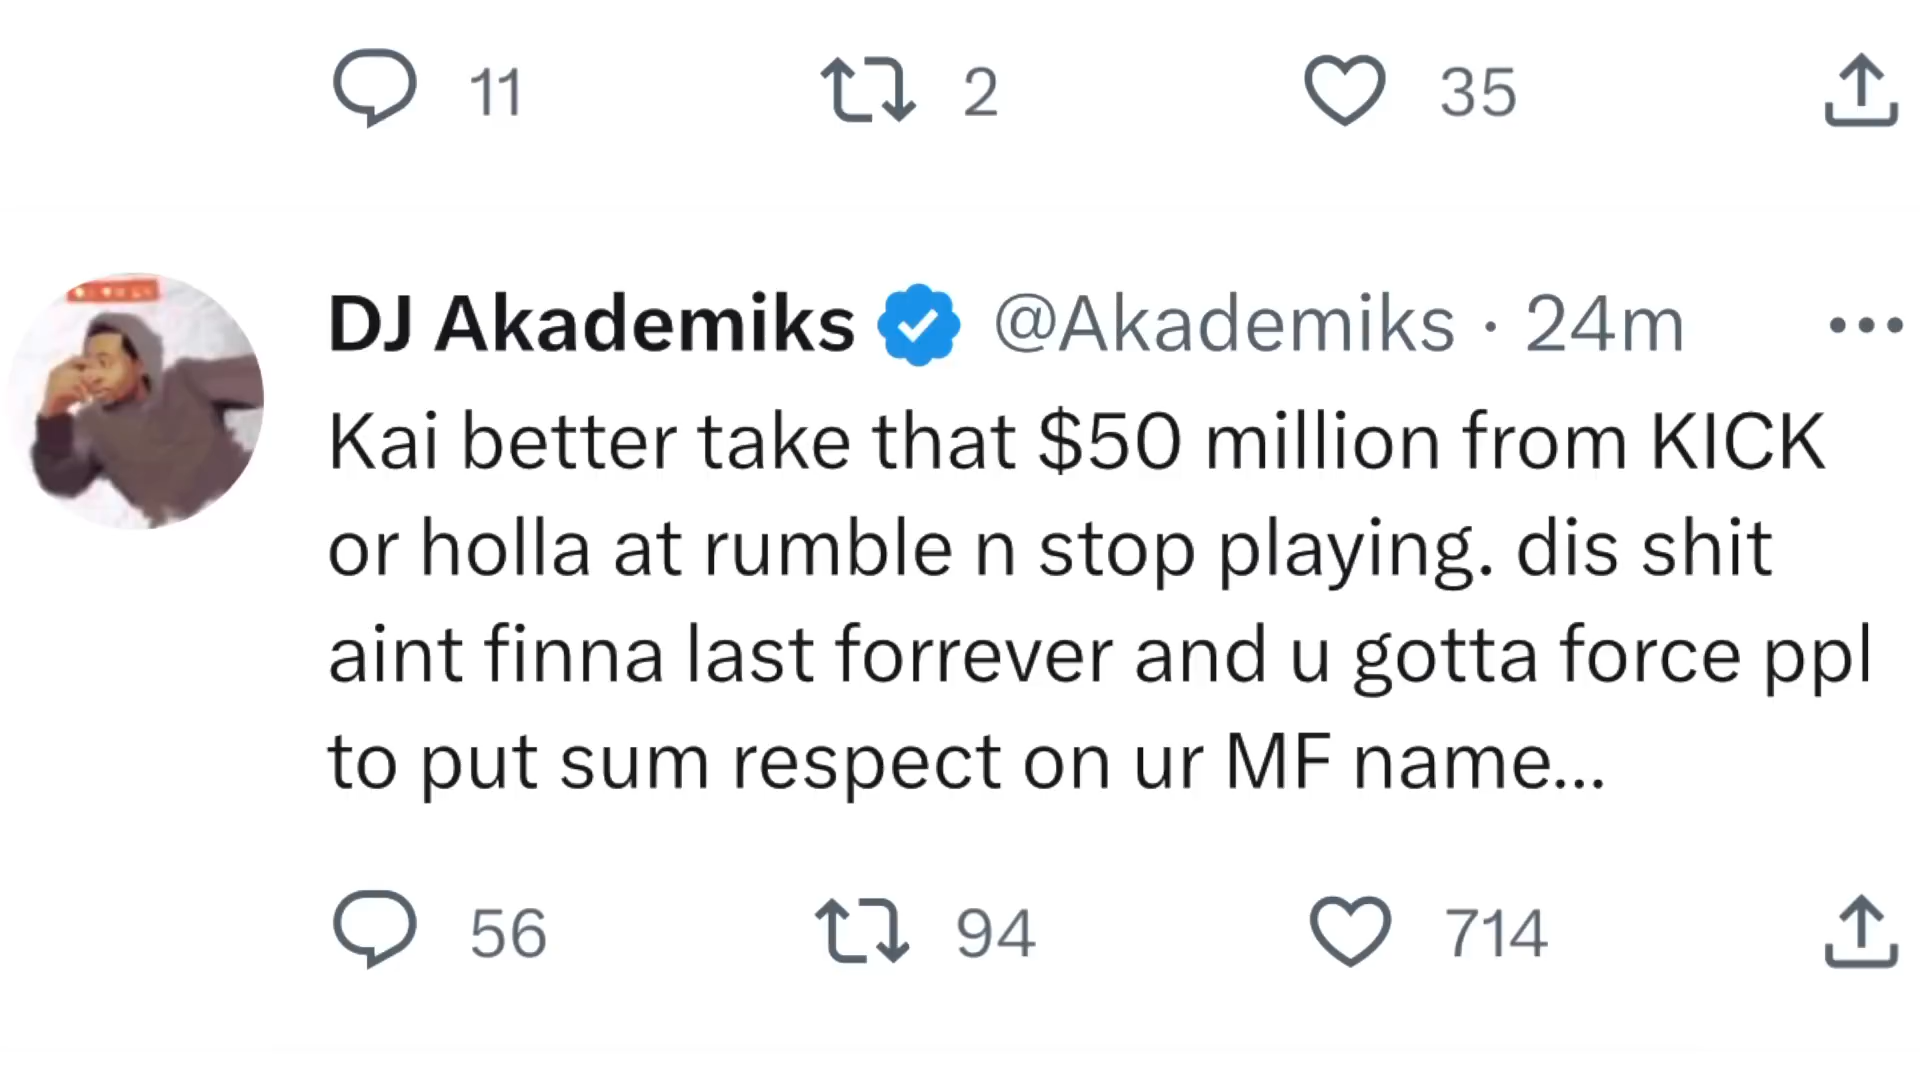 11 2 35
DJ Akademiks @Akademiks · 24m
Kai better take that $50 million from KICK
or holla at rumble n stop playing. dis shit
aint finna last forrever and u gotta force ppl
to put sum respect on ur MF name...
56 94 714